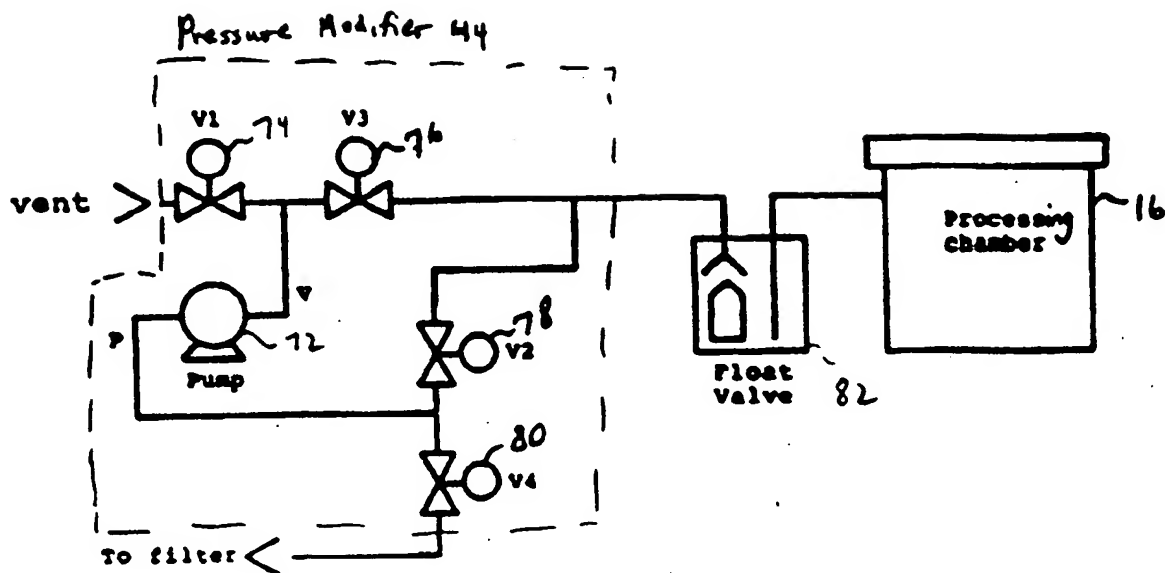 Pressure Modifier 44
V1
74
V3
76
vent
16
Processing
chamber
V
P
72
Pump
78
V2
Float
Valve
82
80
V4
To filter